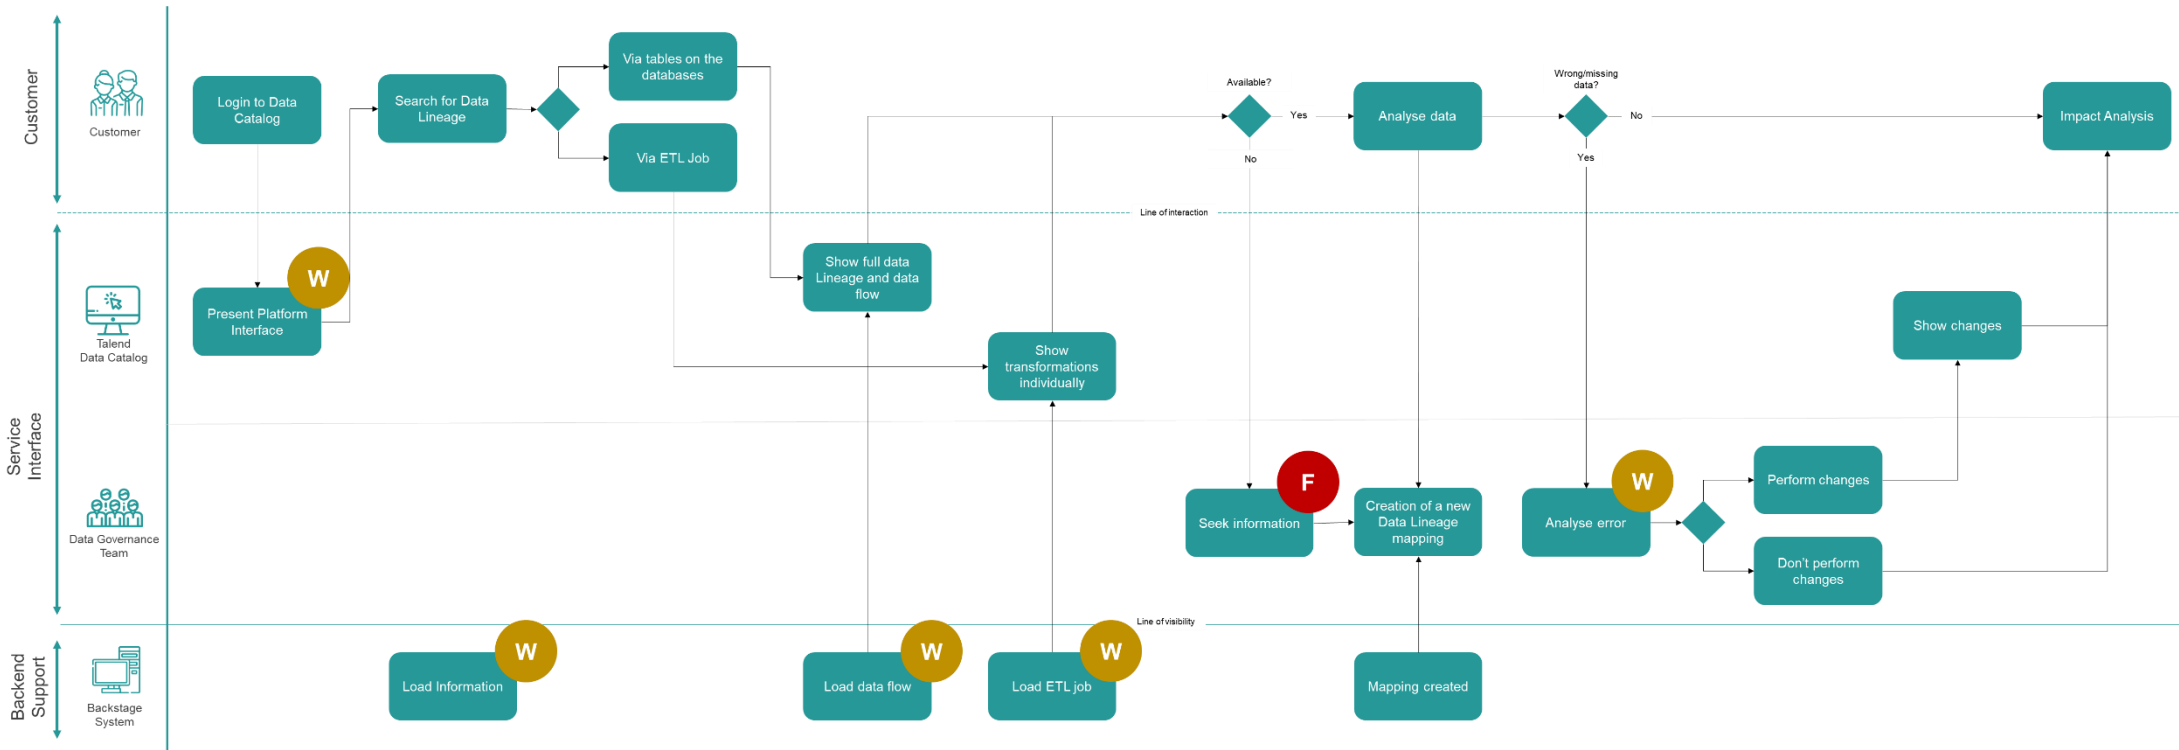 Customer
Customer
Login to Data
Catalog
Search for Data
Lineage
Via tables on the
databases
Via ETL Job
Available?
Yes
No
Analyse data
Wrong/missing
data?
No
Yes
Impact Analysis
Line of interaction
Service
Interface
Talend
Data Catalog
W
Present Platform
Interface
Show full data
Lineage and data
flow
Show
transformations
individually
Show changes
Data Governance
Team
F
Seek information
Creation of a new
Data Lineage
mapping
W
Analyse error
Perform changes
Don't perform
changes
Line of visibility
Backend
Support
Backstage
System
W
Load Information
W
Load data flow
W
Load ETL job
Mapping created